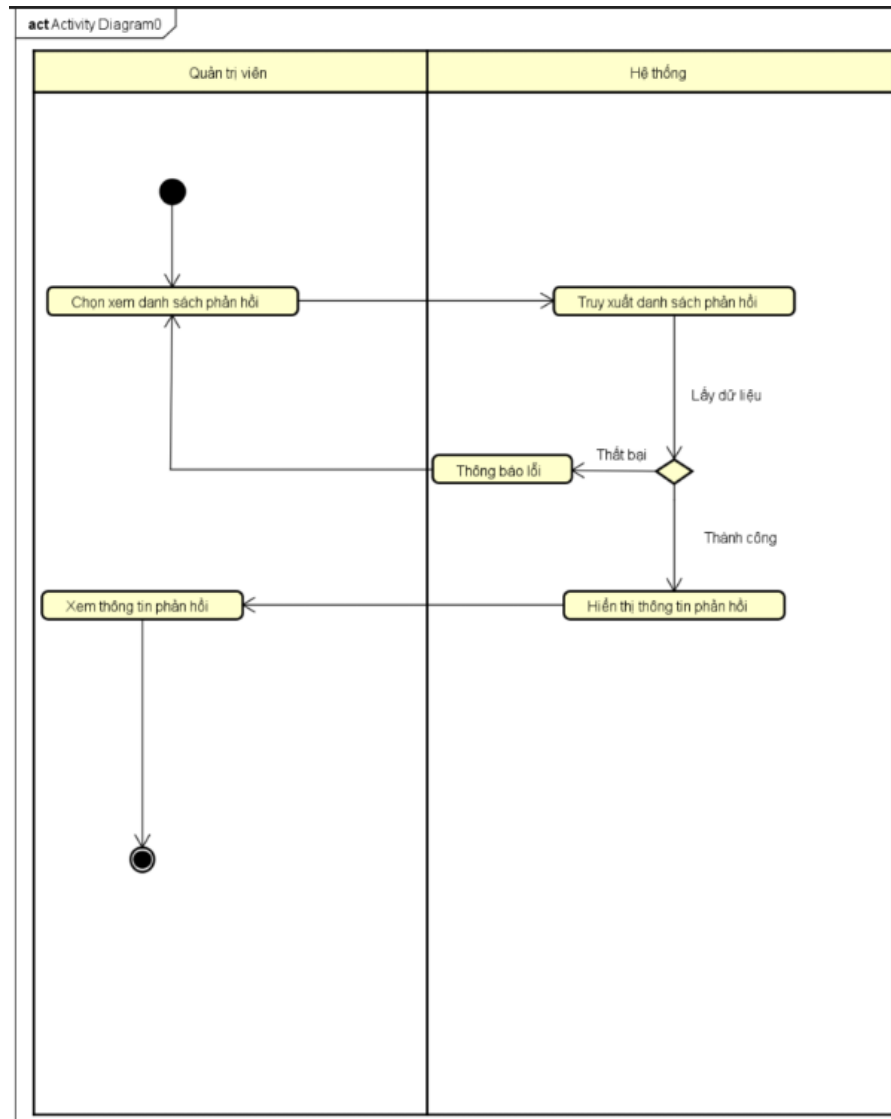 act Activity Diagram0
Quản trị viên
Hệ thống
Chọn xem danh sách phản hồi
Truy xuất danh sách phản hồi
Lấy dữ liệu
Thất bại
Thông báo lỗi
Thành công
Xem thông tin phản hồi
Hiển thị thông tin phản hồi